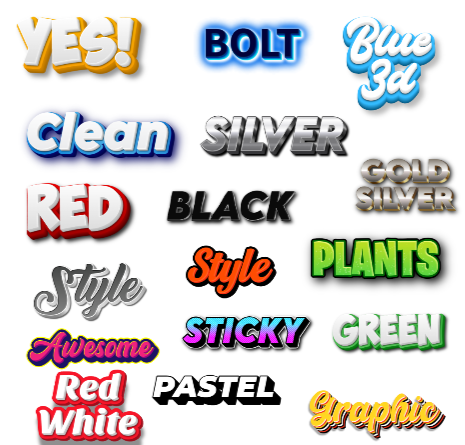 YES!
BOLT
Blue
3d
Clean
SILVER
GOLD
SILVER
RED
BLACK
PLANTS
Style
Style
STICKY
GREEN
Awesome
Red
White
PASTEL
Graphic